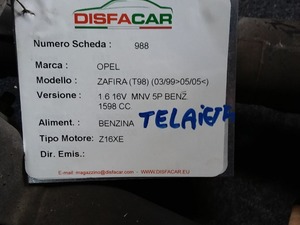 DISFACAR
Numero Scheda : 988
Marca : OPEL
Modello : ZAFIRA (T98) (03/99>05/05<)
Versione : 1.6 16V MNV 5P BENZ
1598 CC
Aliment. : BENZINA
Tipo Motore: Z16XE
Dir. Emis.:
E-mail: magazzino@disfacar.com - www.DISFACAR.EU